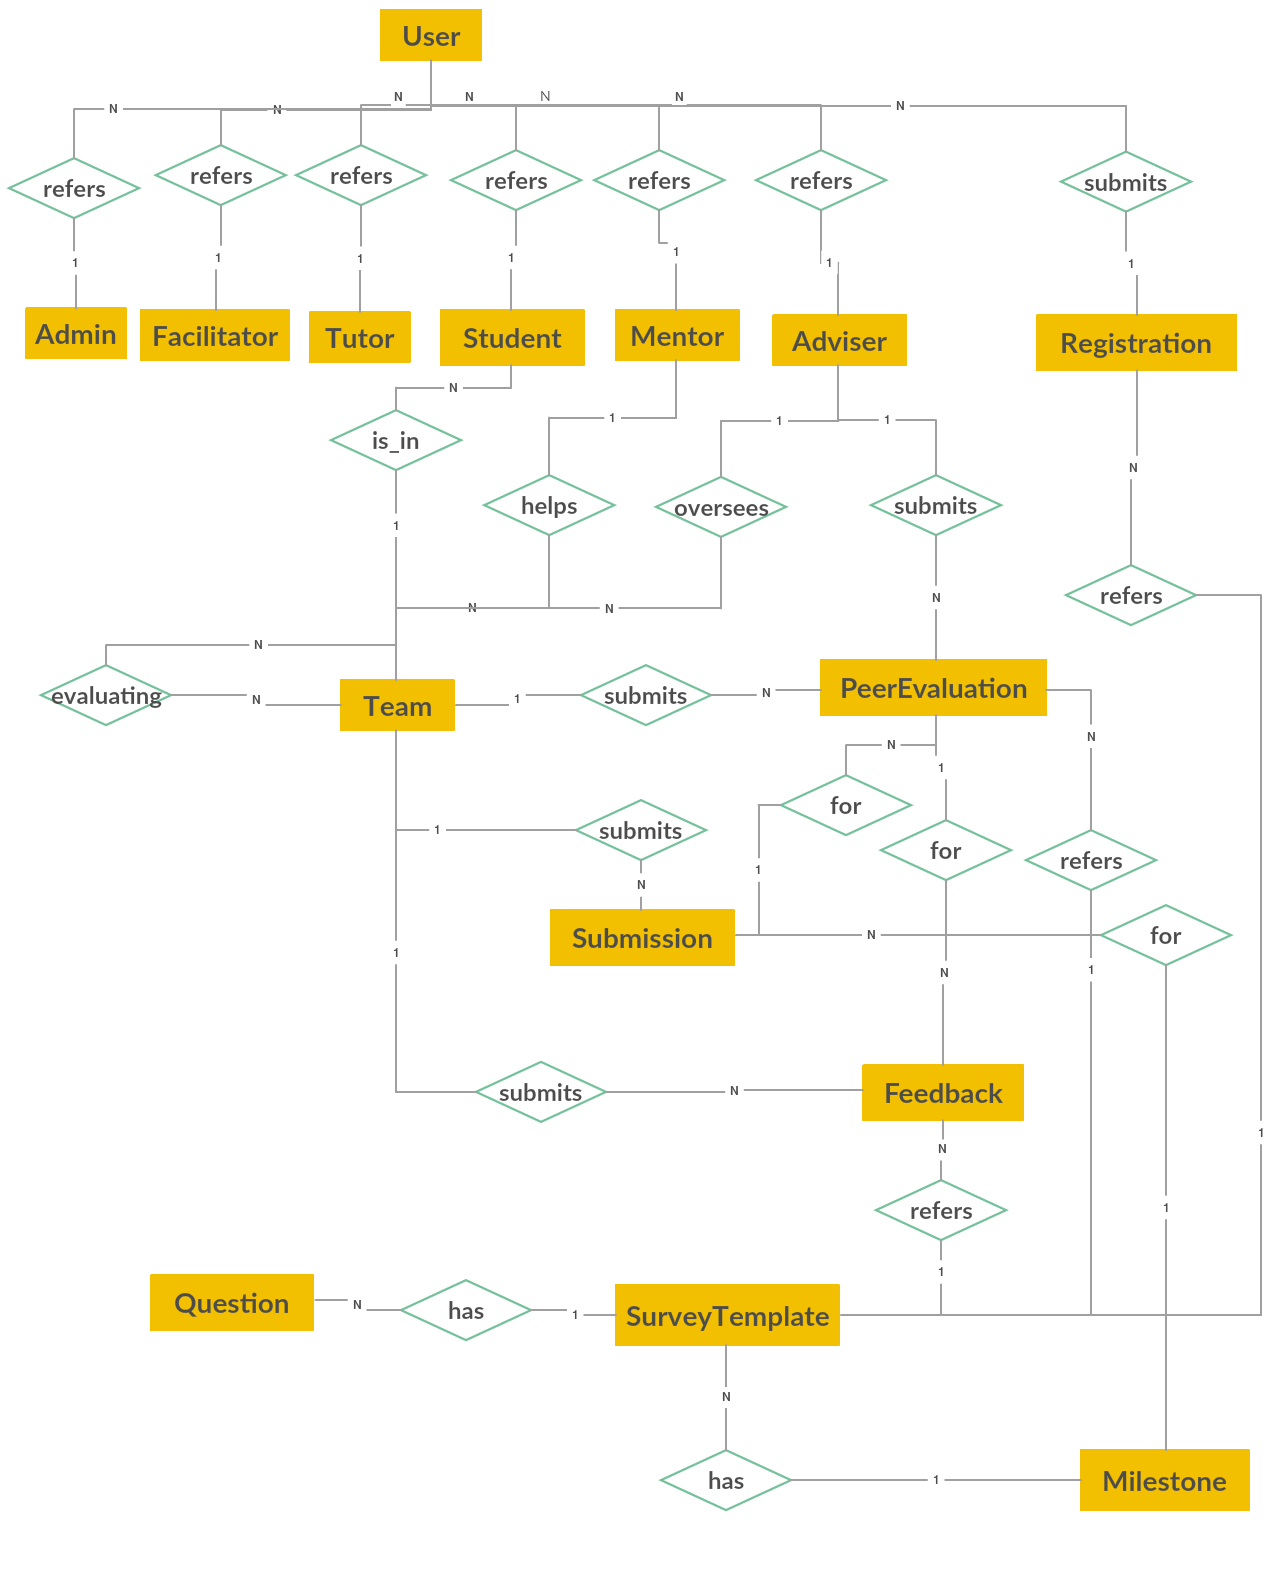 User
N N N N N
N N
refers refers refers refers refers refers submits
1 1 1 1 1 1 1
Admin Facilitator Tutor Student Mentor Adviser Registration
N 1 1 1
is_in
N
helps oversees submits
1
refers
N N N
N
evaluating
N
Team
1
submits
N
PeerEvaluation
N
N
1
for
for
refers
1
submits
1
N
Submission
N
for
1
N
1
submits
N
Feedback
1
N
refers
1
1
Question
N
has
1
SurveyTemplate
N
has
1
Milestone